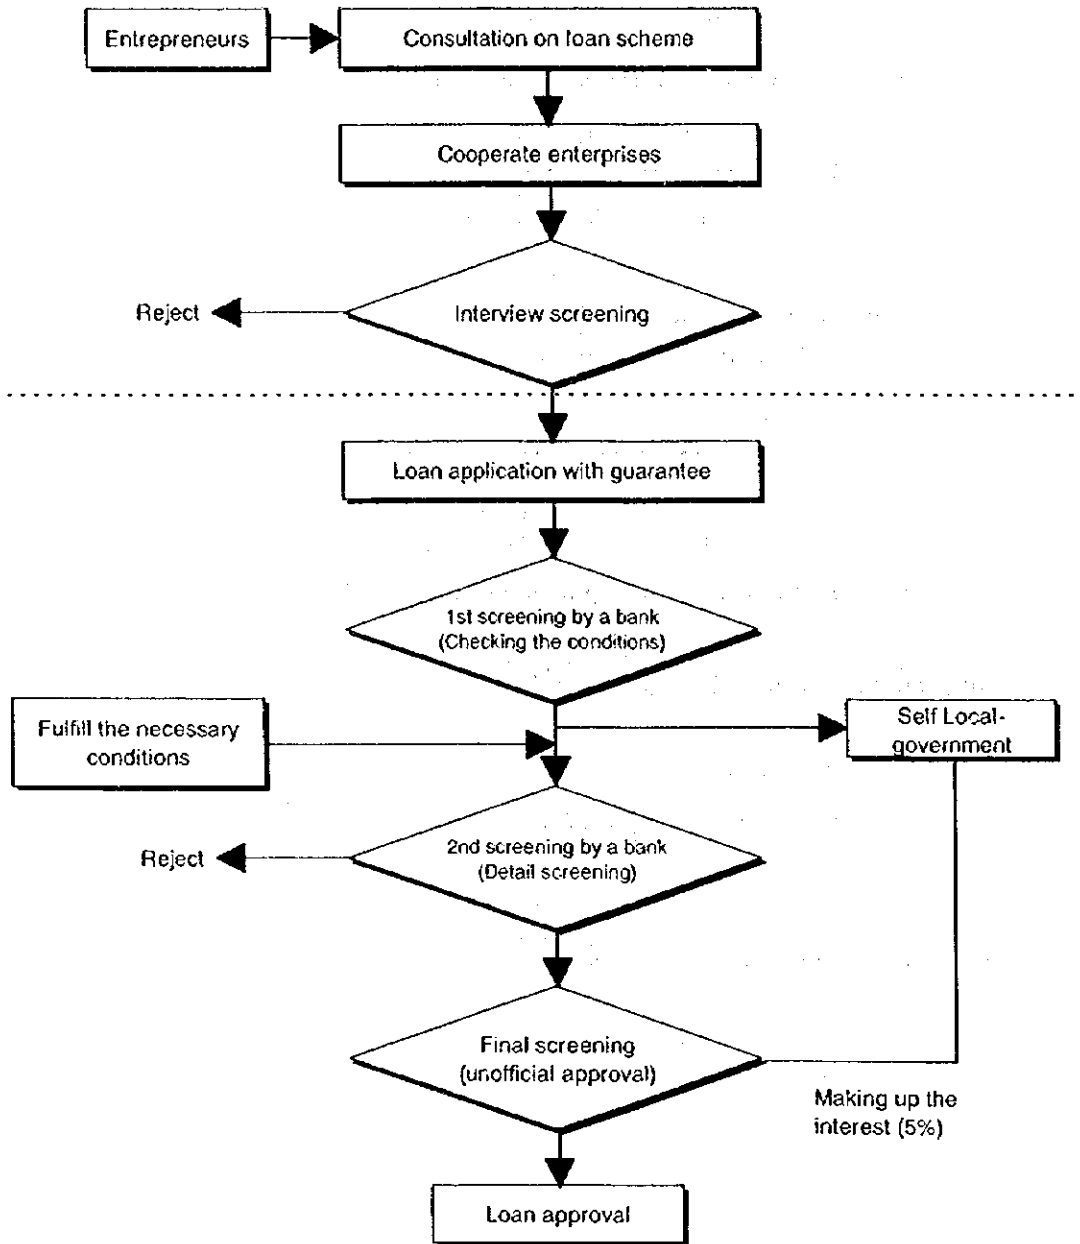 Entrepreneurs
Consultation on loan scheme
Cooperate enterprises
Interview screening
Reject
Loan application with guarantee
1st screening by a bank
(Checking the conditions)
Fulfill the necessary
conditions
Self Local-
government
2nd screening by a bank
(Detail screening)
Reject
Final screening
(unofficial approval)
Making up the
interest (5%)
Loan approval